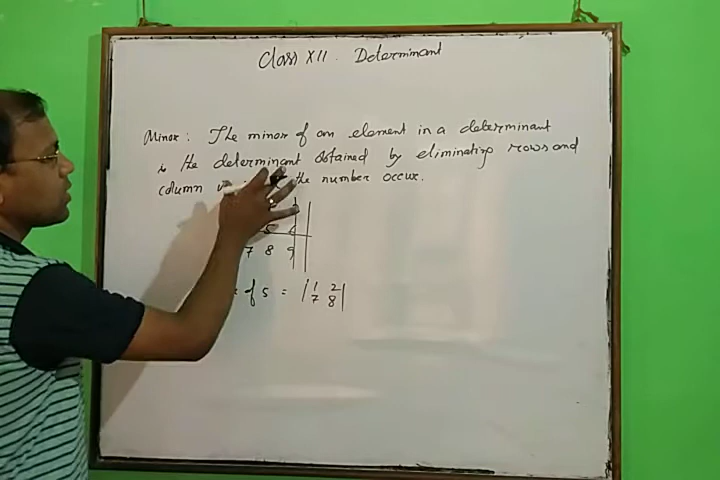 Class XII . Determinant
Minor : The minor of an element in a determinant
is the determinant obtained by eliminating rows and
column the number occur.
7 8 9
of 5 = | 1 2
7 8 |